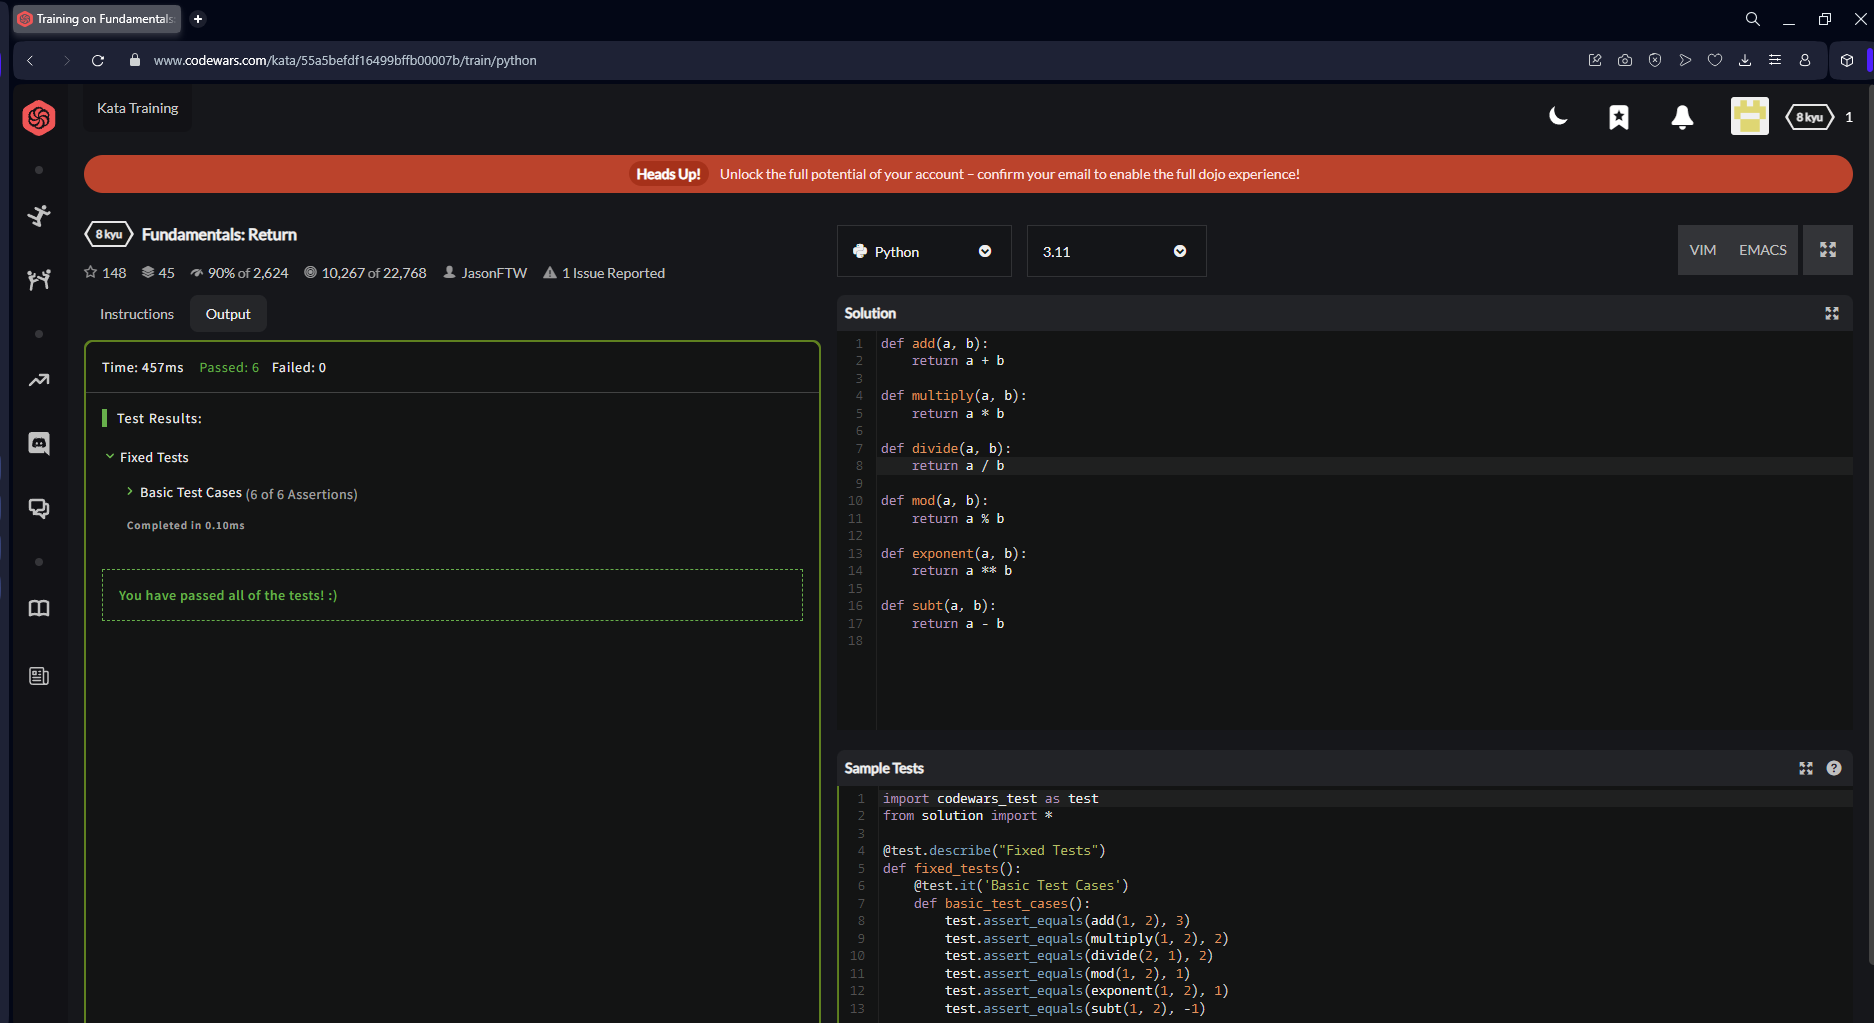 Training on Fundamentals:
www.codewars.com/kata/55a5befdf16499bffb00007b/train/python
Kata Training
8 kyu 1
Heads Up! Unlock the full potential of your account – confirm your email to enable the full dojo experience!
8 kyu Fundamentals: Return
148 45 90% of 2,624 10,267 of 22,768 JasonFTW 1 Issue Reported
Instructions Output
Time: 457ms Passed: 6 Failed: 0
Test Results:
Fixed Tests
Basic Test Cases (6 of 6 Assertions)
Completed in 0.10ms
You have passed all of the tests! :)
Python 3.11 VIM EMACS
Solution
1 def add(a, b):
2     return a + b
3
4 def multiply(a, b):
5     return a * b
6
7 def divide(a, b):
8     return a / b
9
10 def mod(a, b):
11     return a % b
12
13 def exponent(a, b):
14     return a ** b
15
16 def subt(a, b):
17     return a - b
18
Sample Tests ?
1 import codewars_test as test
2 from solution import *
3
4 @test.describe("Fixed Tests")
5 def fixed_tests():
6     @test.it('Basic Test Cases')
7     def basic_test_cases():
8         test.assert_equals(add(1, 2), 3)
9         test.assert_equals(multiply(1, 2), 2)
10         test.assert_equals(divide(2, 1), 2)
11         test.assert_equals(mod(1, 2), 1)
12         test.assert_equals(exponent(1, 2), 1)
13         test.assert_equals(subt(1, 2), -1)